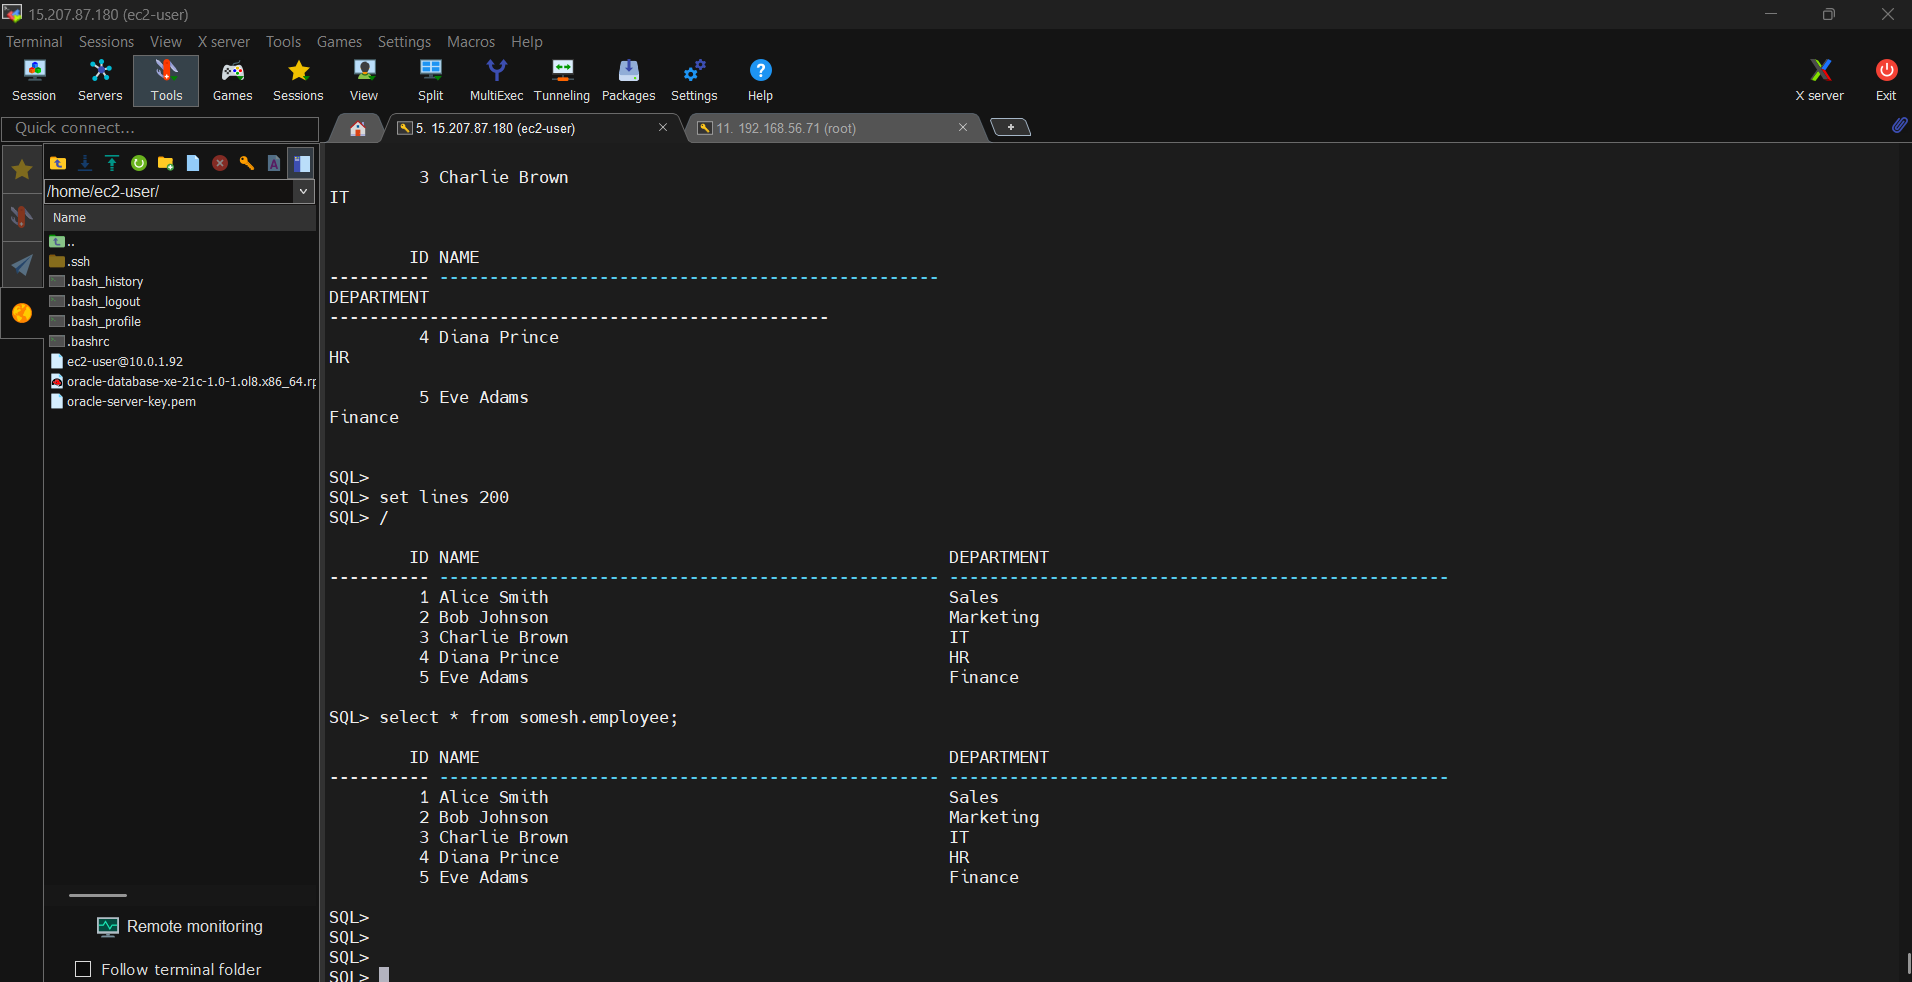 15.207.87.180 (ec2-user)
Terminal Sessions View X server Tools Games Settings Macros Help
Session Servers Tools Games Sessions View Split MultiExec Tunneling Packages Settings Help X server Exit
Quick connect...
5. 15.207.87.180 (ec2-user)
11. 192.168.56.71 (root)
/home/ec2-user/
Name
..
.ssh
.bash_history
.bash_logout
.bash_profile
.bashrc
ec2-user@10.0.1.92
oracle-database-xe-21c-1.0-1.ol8.x86_64.rp
oracle-server-key.pem
Remote monitoring
Follow terminal folder
3 Charlie Brown
IT
ID NAME
---------- --------------------------------------------------
DEPARTMENT
--------------------------------------------------
4 Diana Prince
HR
5 Eve Adams
Finance
SQL>
SQL> set lines 200
SQL> /
ID NAME DEPARTMENT
---------- -------------------------------------------------- --------------------------------------------------
1 Alice Smith Sales
2 Bob Johnson Marketing
3 Charlie Brown IT
4 Diana Prince HR
5 Eve Adams Finance
SQL> select * from somesh.employee;
ID NAME DEPARTMENT
---------- -------------------------------------------------- --------------------------------------------------
1 Alice Smith Sales
2 Bob Johnson Marketing
3 Charlie Brown IT
4 Diana Prince HR
5 Eve Adams Finance
SQL>
SQL>
SQL>
SQL>